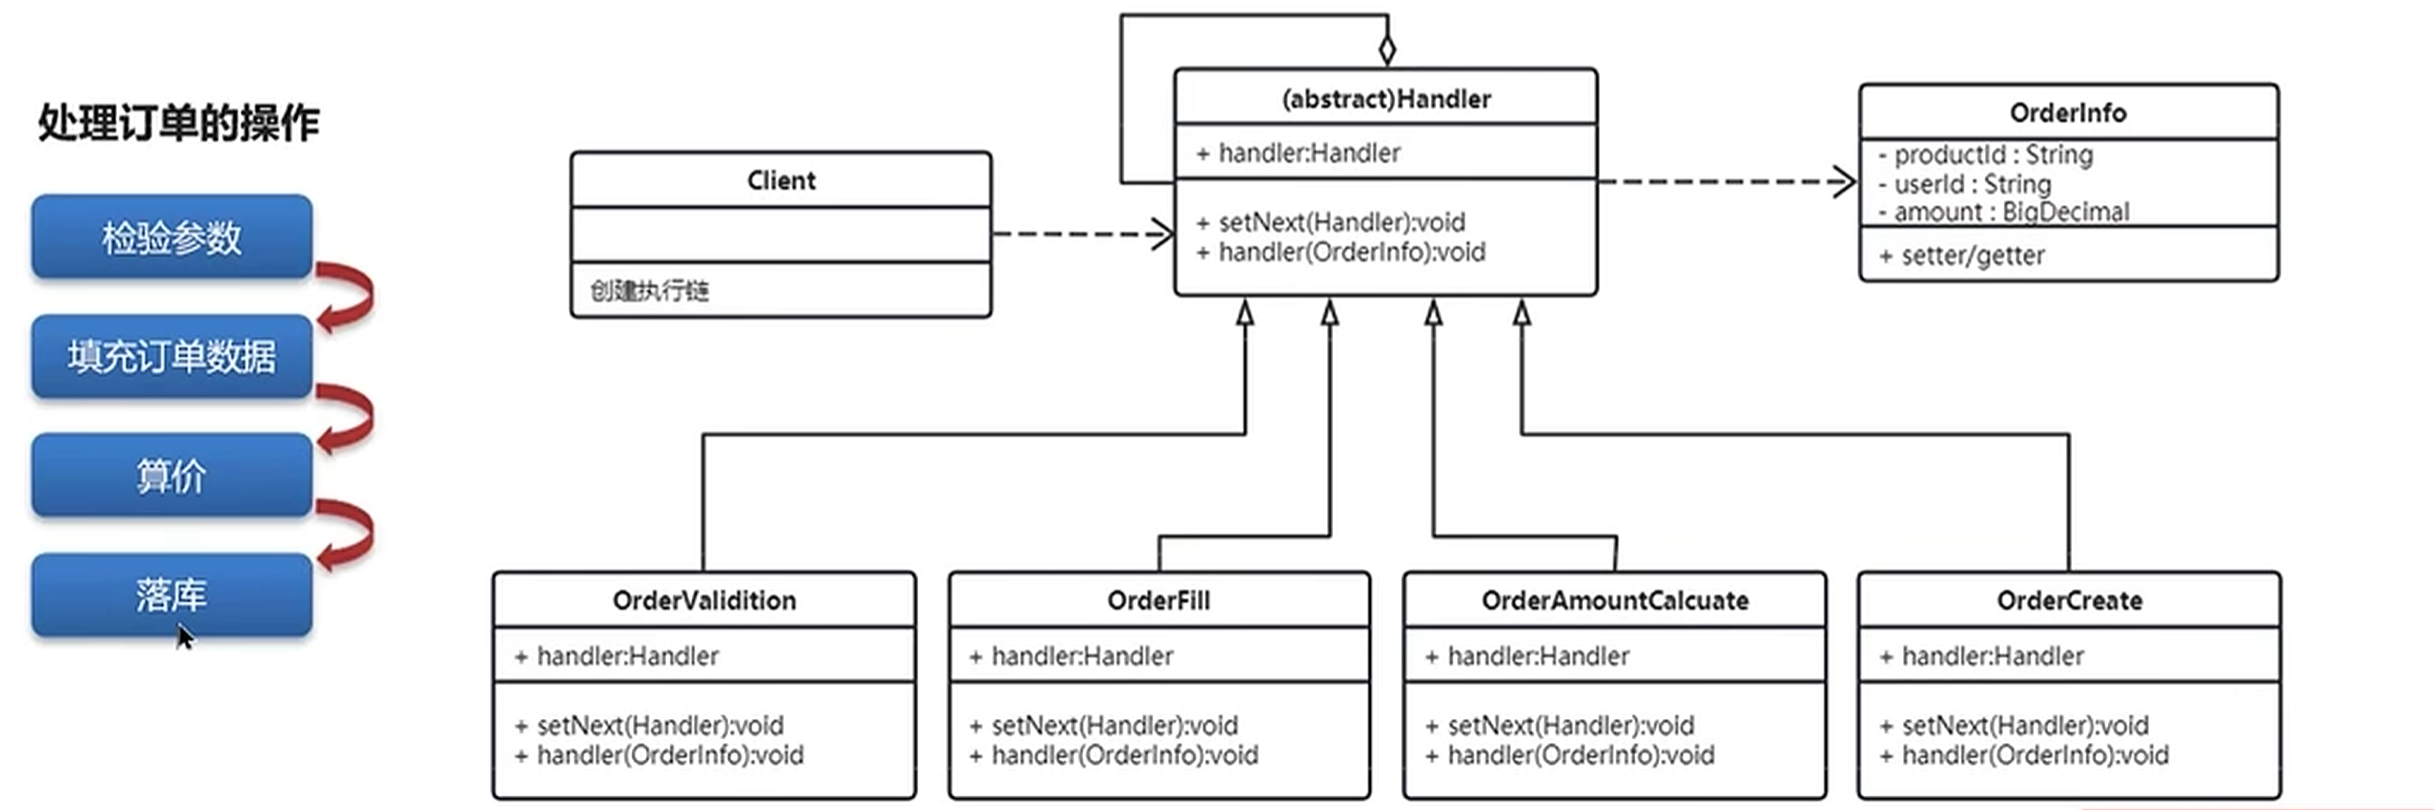 处理订单的操作
检验参数
填充订单数据
算价
落库
Client
创建执行链
(abstract)Handler
+ handler:Handler
+ setNext(Handler):void
+ handler(OrderInfo):void
OrderInfo
- productId : String
- userId : String
- amount : BigDecimal
+ setter/getter
OrderValidition
+ handler:Handler
+ setNext(Handler):void
+ handler(OrderInfo):void
OrderFill
+ handler:Handler
+ setNext(Handler):void
+ handler(OrderInfo):void
OrderAmountCalcuate
+ handler:Handler
+ setNext(Handler):void
+ handler(OrderInfo):void
OrderCreate
+ handler:Handler
+ setNext(Handler):void
+ handler(OrderInfo):void